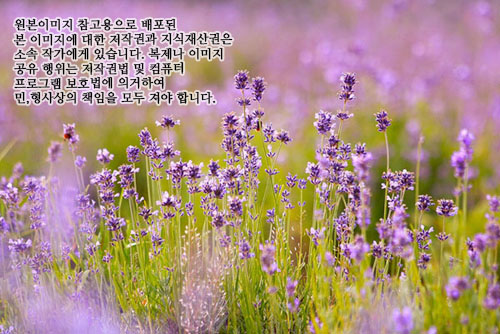 원본이미지 참고용으로 배포된
본 이미지에 대한 저작권과 지식재산권은
소속 작가에게 있습니다. 복제나 이미지
공유 행위는 저작권법 및 컴퓨터
프로그램 보호법에 의거하여
민,형사상의 책임을 모두 져야 합니다.